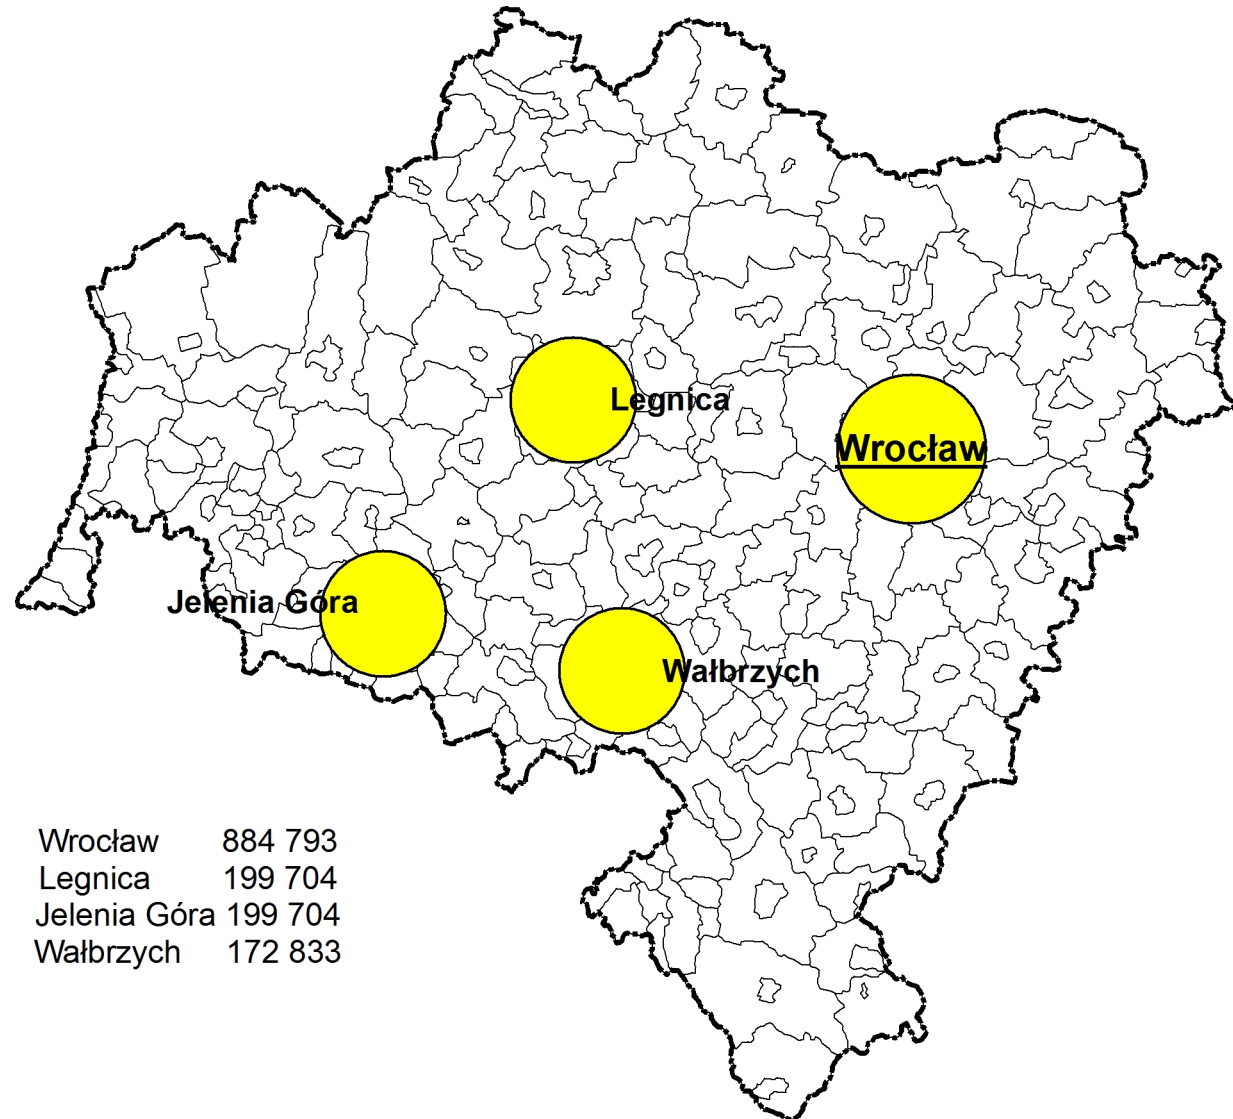 Legnica
Wrocław
Jelenia Góra
Wałbrzych
Wrocław 884 793
Legnica 199 704
Jelenia Góra 199 704
Wałbrzych 172 833